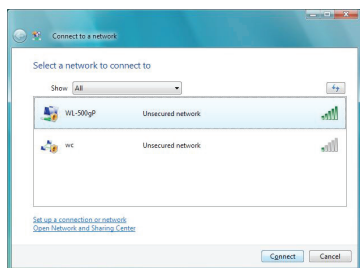 Connect to a network
Select a network to connect to
Show All
WL-500gP Unsecured network
wc Unsecured network
Set up a connection or network
Open Network and Sharing Center
Connect Cancel